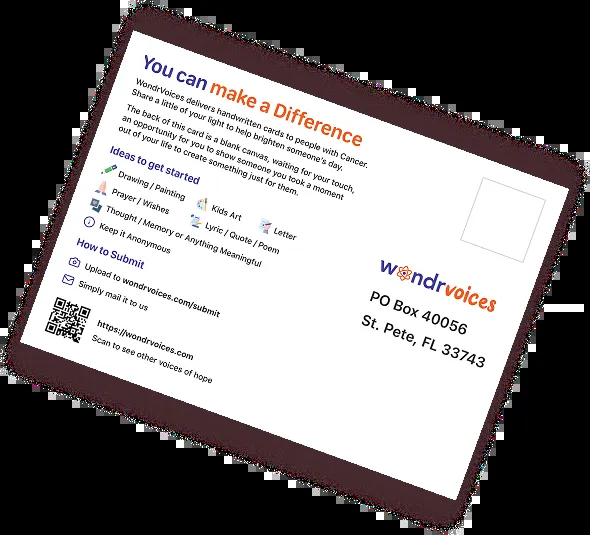 You can make a Difference
WondrVoices delivers handwritten cards to people with Cancer.
Share a little of your light to help brighten someone's day.
The back of this card is a blank canvas, waiting for your touch,
an opportunity for you to show someone you took a moment
out of your life to create something just for them.
Ideas to get started
Drawing / Painting
Kids Art
Letter
Prayer / Wishes
Lyric / Quote / Poem
Thought / Memory or Anything Meaningful
Keep it Anonymous
How to Submit
Upload to wondrvoices.com/submit
Simply mail it to us
https://wondrvoices.com
Scan to see other voices of hope
wondrvoices
PO Box 40056
St. Pete, FL 33743